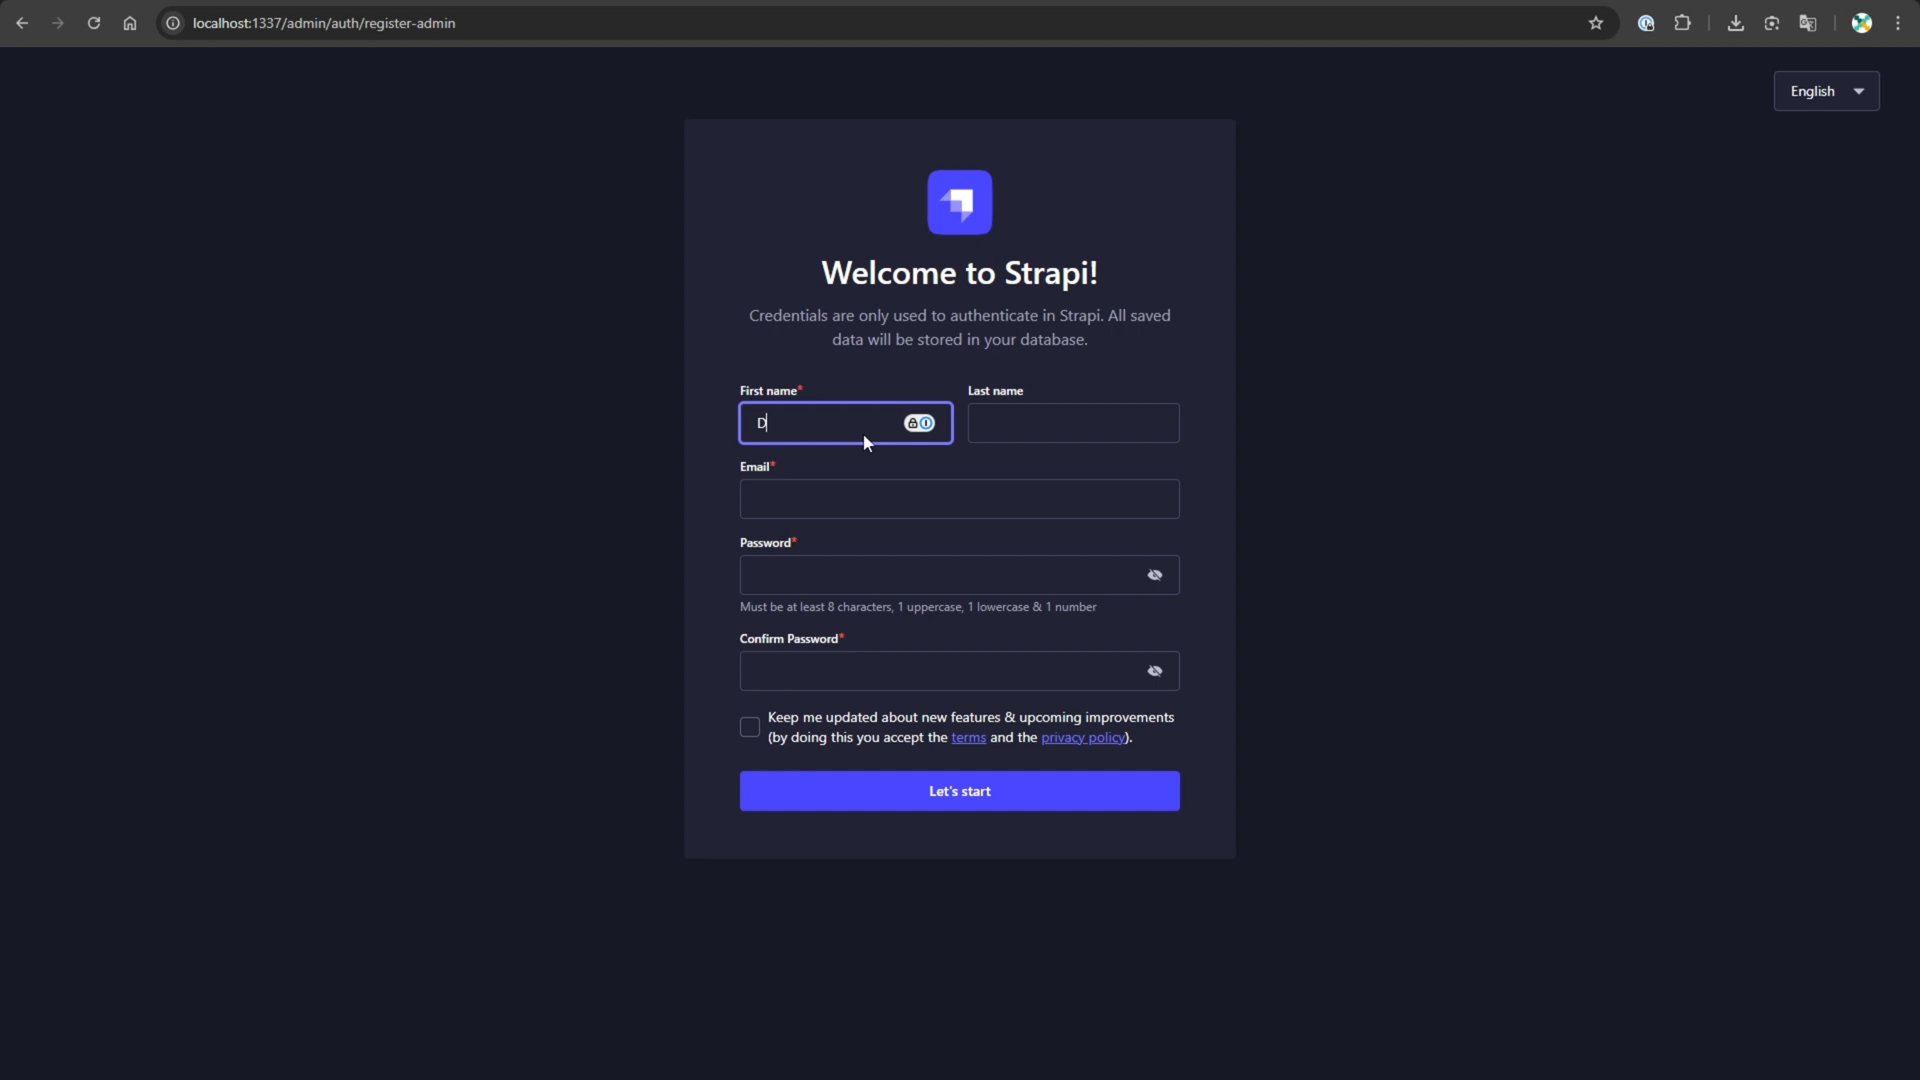 localhost:1337/admin/auth/register-admin
English
Welcome to Strapi!
Credentials are only used to authenticate in Strapi. All saved
data will be stored in your database.
First name* Last name
D
Email*
Password*
Must be at least 8 characters, 1 uppercase, 1 lowercase & 1 number
Confirm Password*
Keep me updated about new features & upcoming improvements
(by doing this you accept the terms and the privacy policy).
Let's start